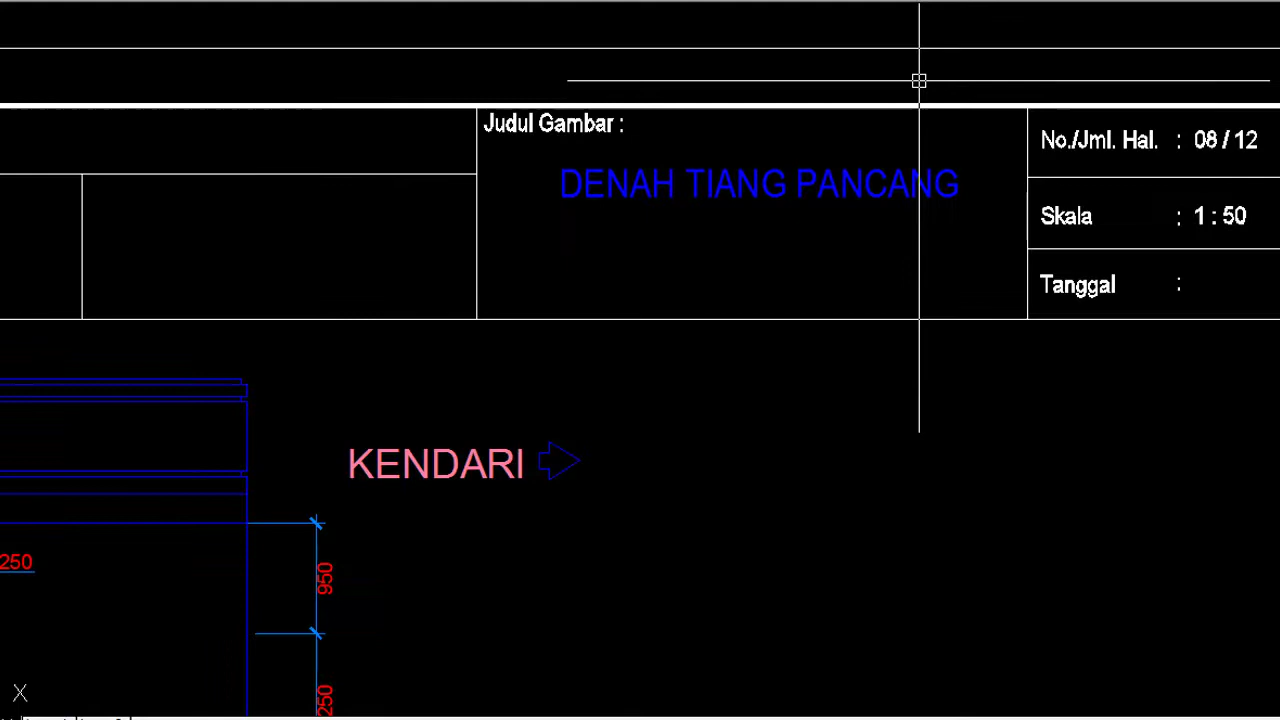 Judul Gambar :
No./Jml. Hal. : 08 / 12
DENAH TIANG PANCANG
Skala : 1 : 50
Tanggal :
KENDARI
250
950
250
X